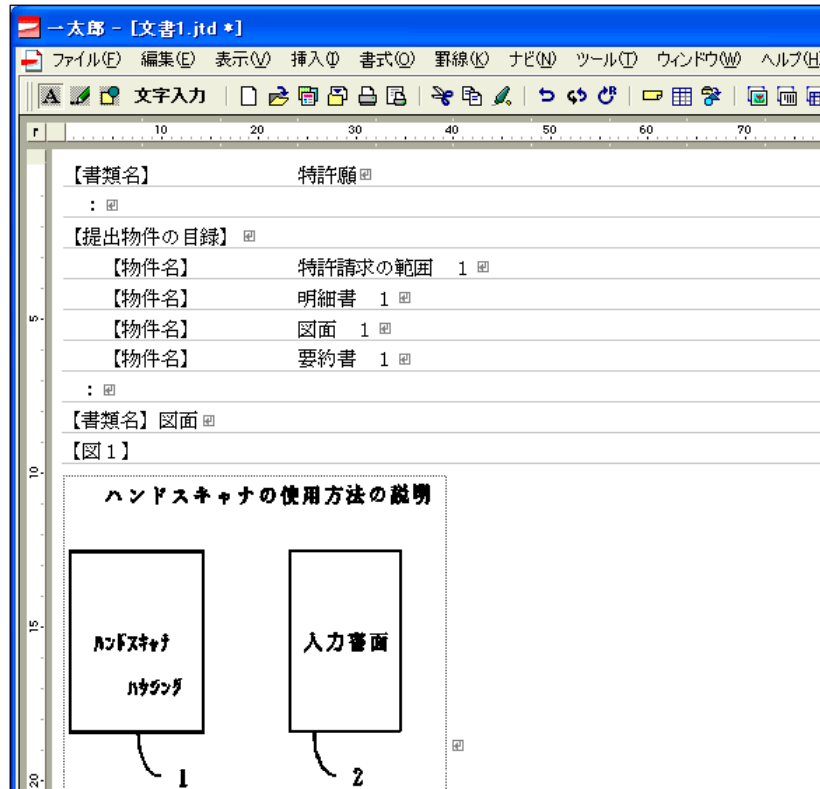 一太郎 - [文書1.jtd *]
ファイル(F) 編集(E) 表示(V) 挿入(I) 書式(O) 罫線(K) ナビ(N) ツール(T) ウィンドウ(W) ヘルプ(H
文字入力
10 20 30 40 50 60 70
【書類名】 特許願
:
【提出物件の目録】
【物件名】 特許請求の範囲 1
【物件名】 明細書 1
5
【物件名】 図面 1
【物件名】 要約書 1
:
【書類名】図面
【図1】
10
ハンドスキャナの使用方法の説明
15
ハンドスキャナ 入力書面
ハウジング
1 2
20